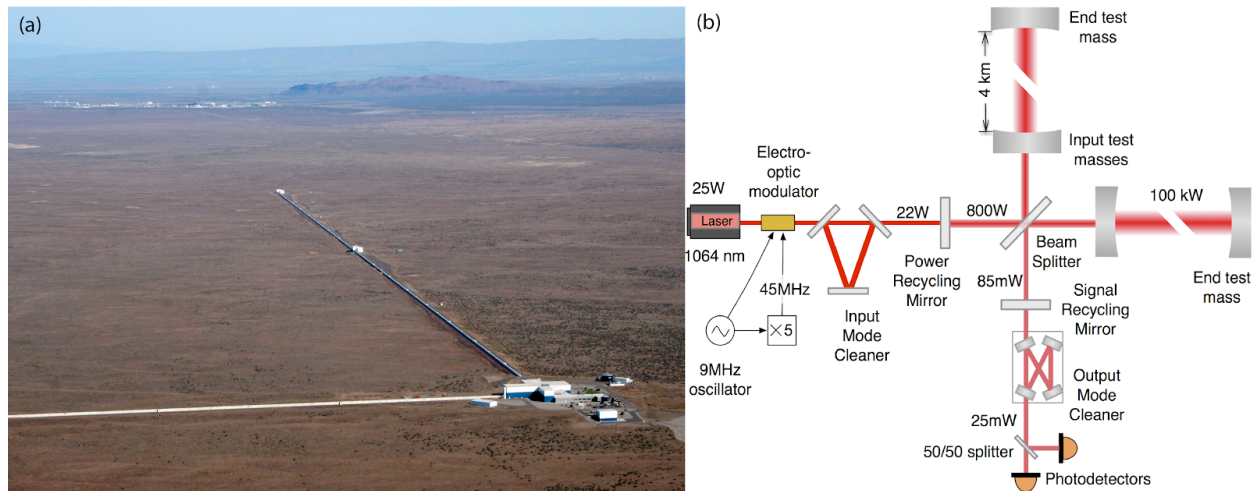 (a)
(b)
End test
mass
4 km
Input test
masses
Electro-
optic
modulator
25W
Laser
1064 nm
22W
800W
100 kW
Power
Recycling
Mirror
Beam
Splitter
End test
mass
45MHz
×5
Input
Mode
Cleaner
9MHz
oscillator
85mW
Signal
Recycling
Mirror
Output
Mode
Cleaner
25mW
50/50 splitter
Photodetectors